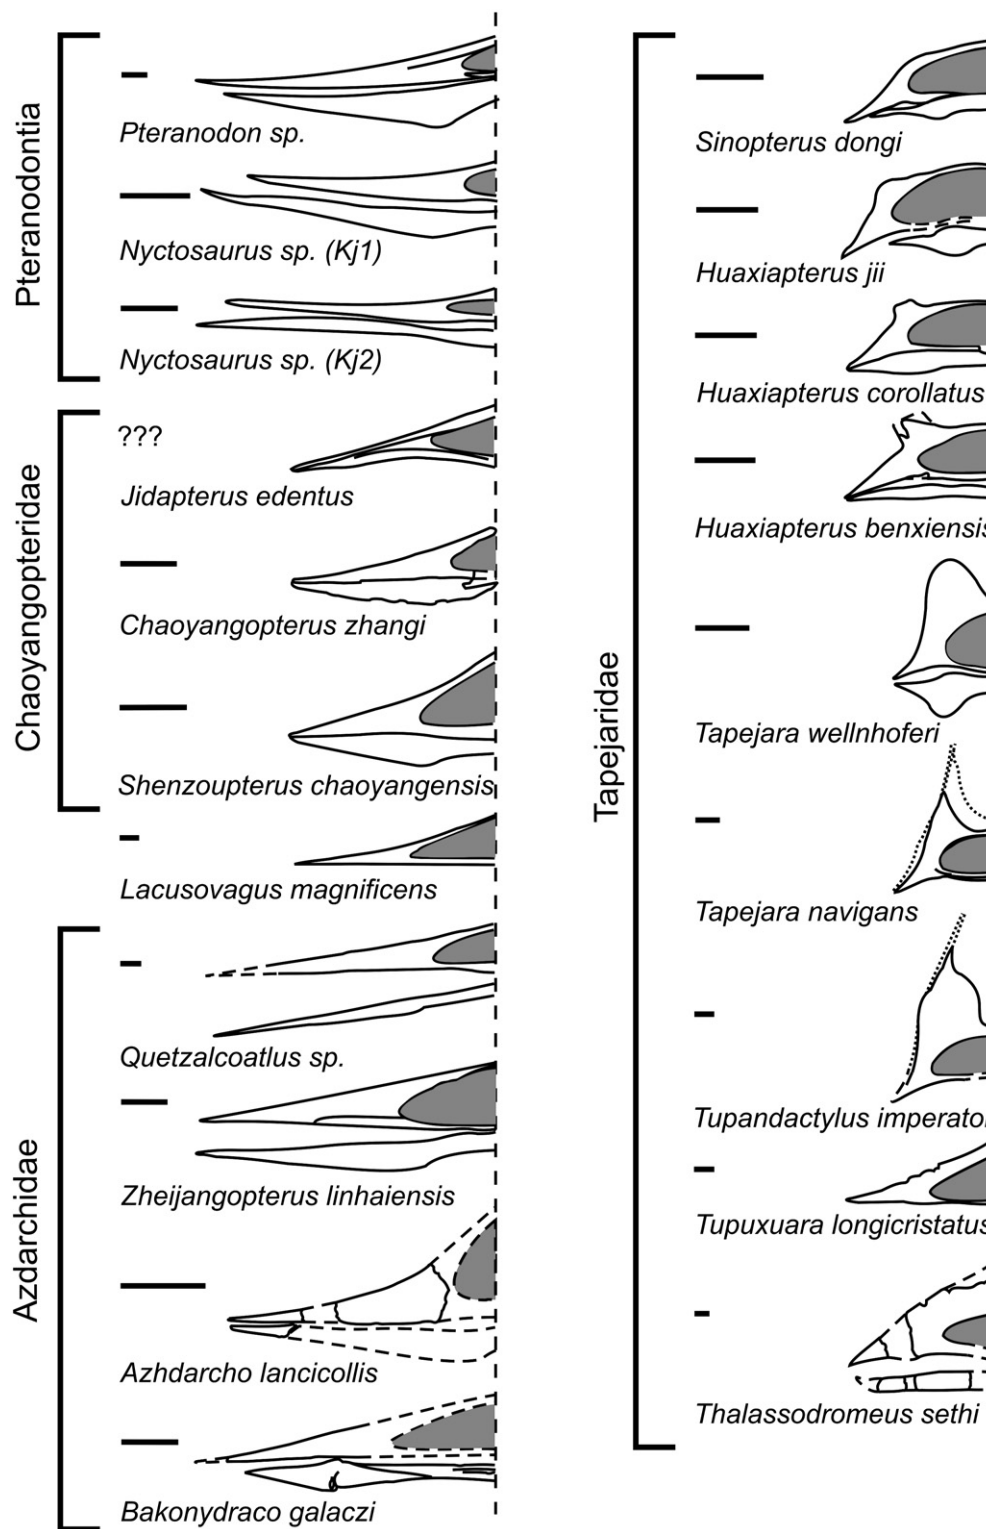 Pteranodontia
Pteranodon sp.
Nyctosaurus sp. (Kj1)
Nyctosaurus sp. (Kj2)
Chaoyangopteridae
???
Jidapterus edentus
Chaoyangopterus zhangi
Shenzoupterus chaoyangensis
Lacusovagus magnificens
Azdarchidae
Quetzalcoatlus sp.
Zheijangopterus linhaiensis
Azhdarcho lancicollis
Bakonydraco galaczi
Tapejaridae
Sinopterus dongi
Huaxiapterus jii
Huaxiapterus corollatus
Huaxiapterus benxiensis
Tapejara wellnhoferi
Tapejara navigans
Tupandactylus imperator
Tupuxuara longicristatus
Thalassodromeus sethi